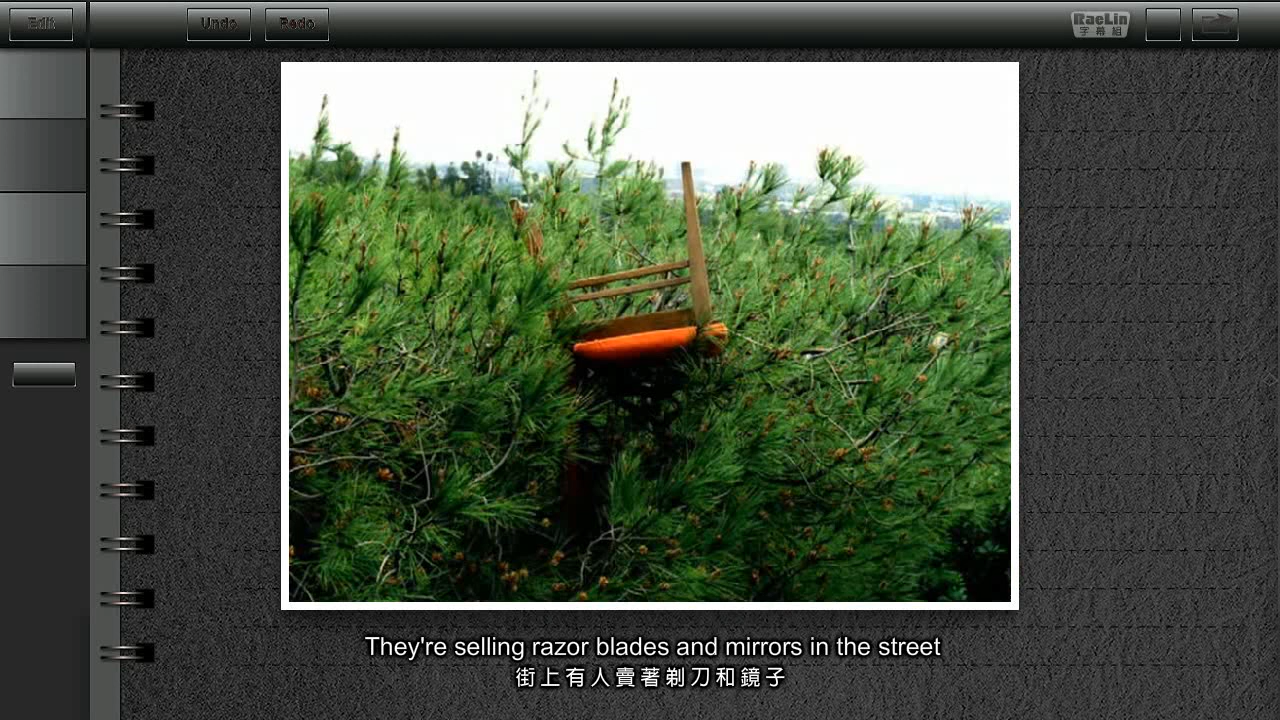 Edit
Undo
Redo
RaeLin
字幕組
They're selling razor blades and mirrors in the street
街上有人賣著剃刀和鏡子